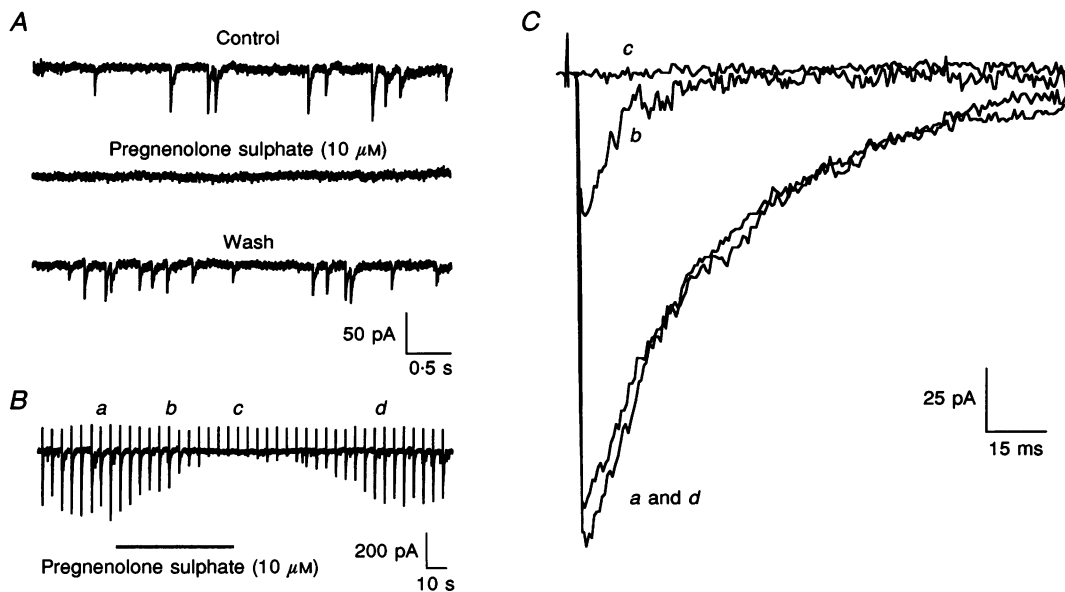 A
Control
Pregnenolone sulphate (10 μM)
Wash
50 pA
0·5 s
B
a b c d
200 pA
Pregnenolone sulphate (10 μM)
10 s
C
c
b
25 pA
15 ms
a and d